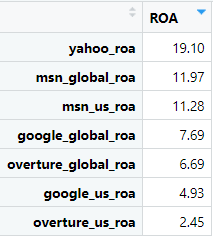 ROA
yahoo_roa 19.10
msn_global_roa 11.97
msn_us_roa 11.28
google_global_roa 7.69
overture_global_roa 6.69
google_us_roa 4.93
overture_us_roa 2.45